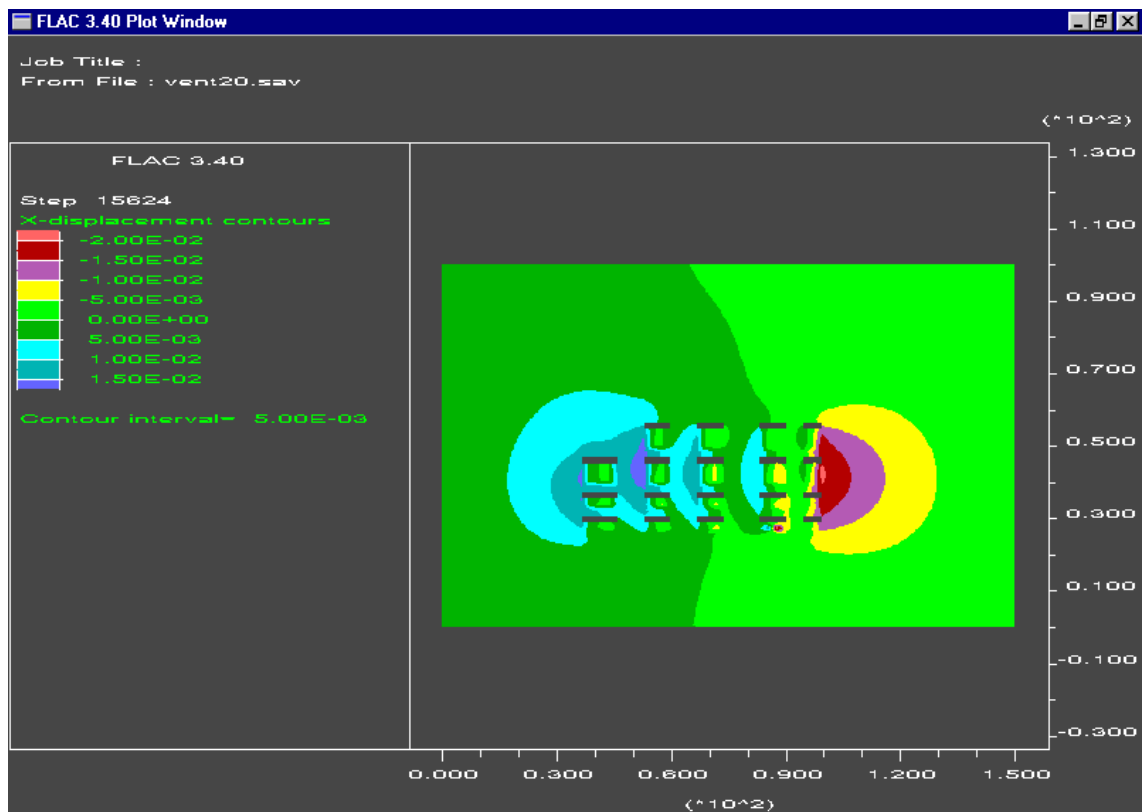 FLAC 3.40 Plot Window
Job Title :
From File : vent20.sav
(*10^2)
FLAC 3.40
Step 15624
X-displacement contours
-2.00E-02
-1.50E-02
-1.00E-02
-5.00E-03
0.00E+00
5.00E-03
1.00E-02
1.50E-02
Contour interval= 5.00E-03
1.300
1.100
0.900
0.700
0.500
0.300
0.100
-0.100
-0.300
0.000 0.300 0.600 0.900 1.200 1.500
(*10^2)